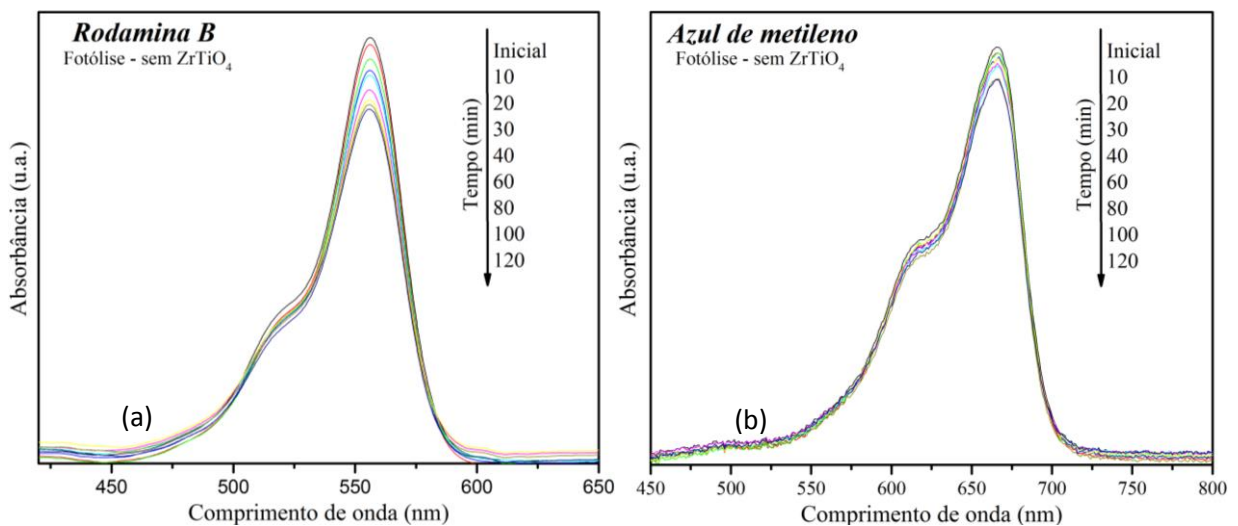 Rodamina B
Fotólise - sem ZrTiO4
Inicial
10
20
30
40
60
80
100
120
Tempo (min)
Absorbância (u.a.)
(a)
450
500
550
600
650
Comprimento de onda (nm)
Azul de metileno
Fotólise - sem ZrTiO4
Inicial
10
20
30
40
60
80
100
120
Tempo (min)
Absorbância (u.a.)
(b)
450
500
550
600
650
700
750
800
Comprimento de onda (nm)